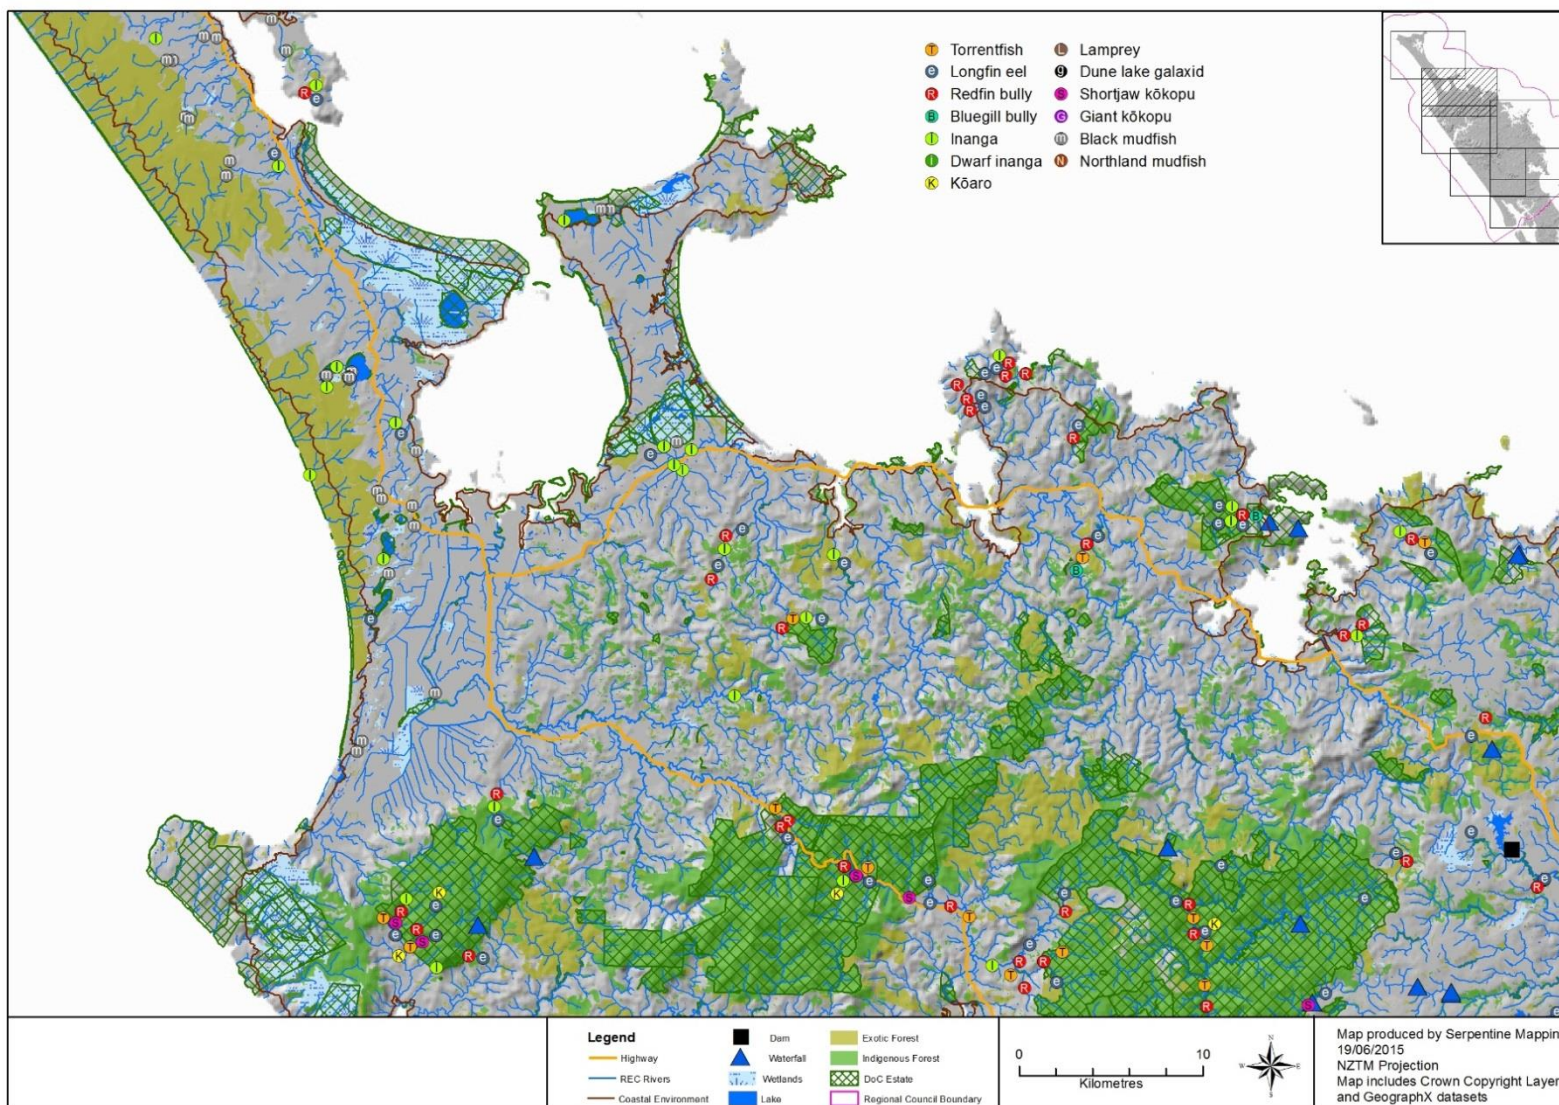 T Torrentfish
e Longfin eel
R Redfin bully
B Bluegill bully
I Inanga
I Dwarf inanga
K Kōaro
L Lamprey
g Dune lake galaxid
S Shortjaw kōkopu
G Giant kōkopu
m Black mudfish
N Northland mudfish
Legend
Highway
REC Rivers
Coastal Environment
Dam
Waterfall
Wetlands
Lake
Exotic Forest
Indigenous Forest
DoC Estate
Regional Council Boundary
0 10
Kilometres
N
W E
S
Map produced by Serpentine Mappin
19/06/2015
NZTM Projection
Map includes Crown Copyright Layer
and GeographX datasets